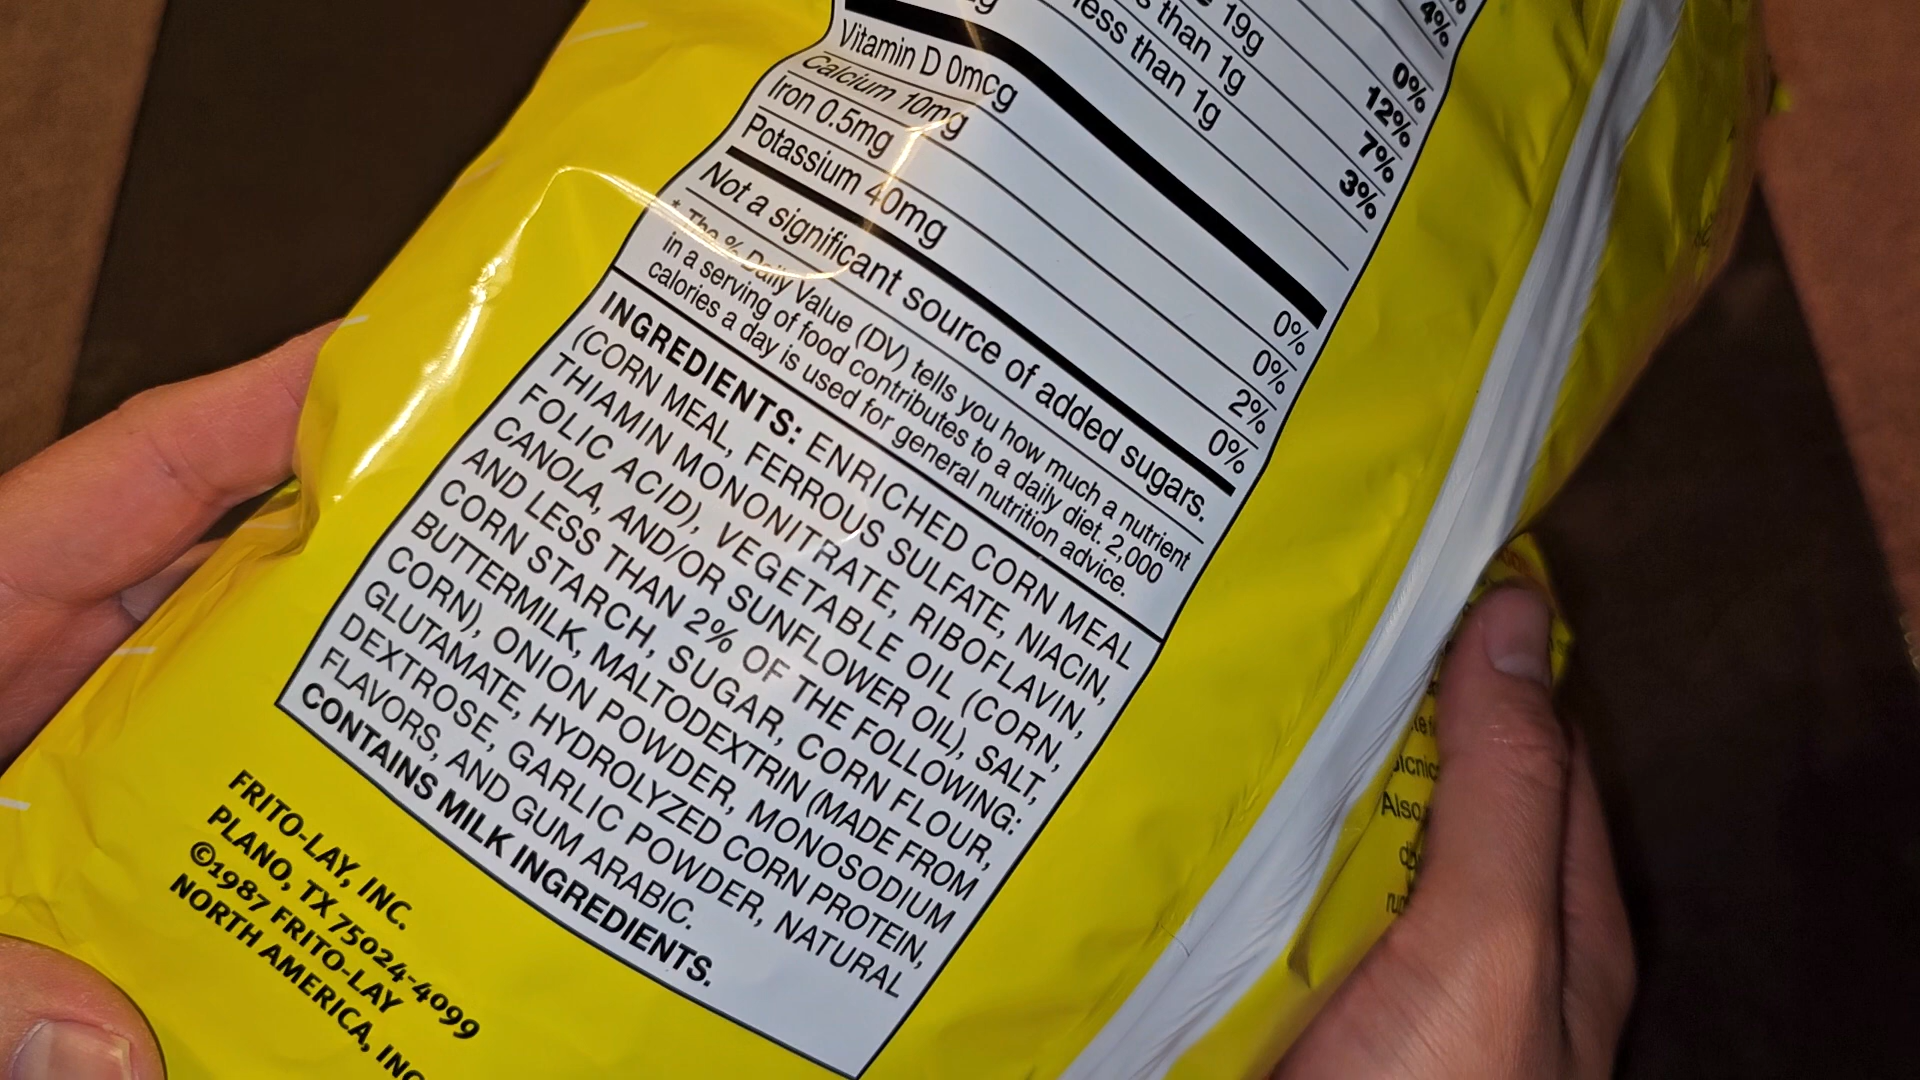 4%
0%
19g 12%
than 1g 7%
less than 1g 3%
Vitamin D 0mcg 0%
Calcium 10mg 0%
Iron 0.5mg 2%
Potassium 40mg 0%
Not a significant source of added sugars.
* The % Daily Value (DV) tells you how much a nutrient
in a serving of food contributes to a daily diet. 2,000
calories a day is used for general nutrition advice.
INGREDIENTS: ENRICHED CORN MEAL
(CORN MEAL, FERROUS SULFATE, NIACIN,
THIAMIN MONONITRATE, RIBOFLAVIN,
FOLIC ACID), VEGETABLE OIL (CORN,
CANOLA, AND/OR SUNFLOWER OIL), SALT,
AND LESS THAN 2% OF THE FOLLOWING:
CORN STARCH, SUGAR, CORN FLOUR,
BUTTERMILK, MALTODEXTRIN (MADE FROM
CORN), ONION POWDER, MONOSODIUM
GLUTAMATE, HYDROLYZED CORN PROTEIN,
DEXTROSE, GARLIC POWDER, NATURAL
FLAVORS, AND GUM ARABIC.
CONTAINS MILK INGREDIENTS.
FRITO-LAY, INC.
PLANO, TX 75024-4099
©1987 FRITO-LAY
NORTH AMERICA, INC
Also